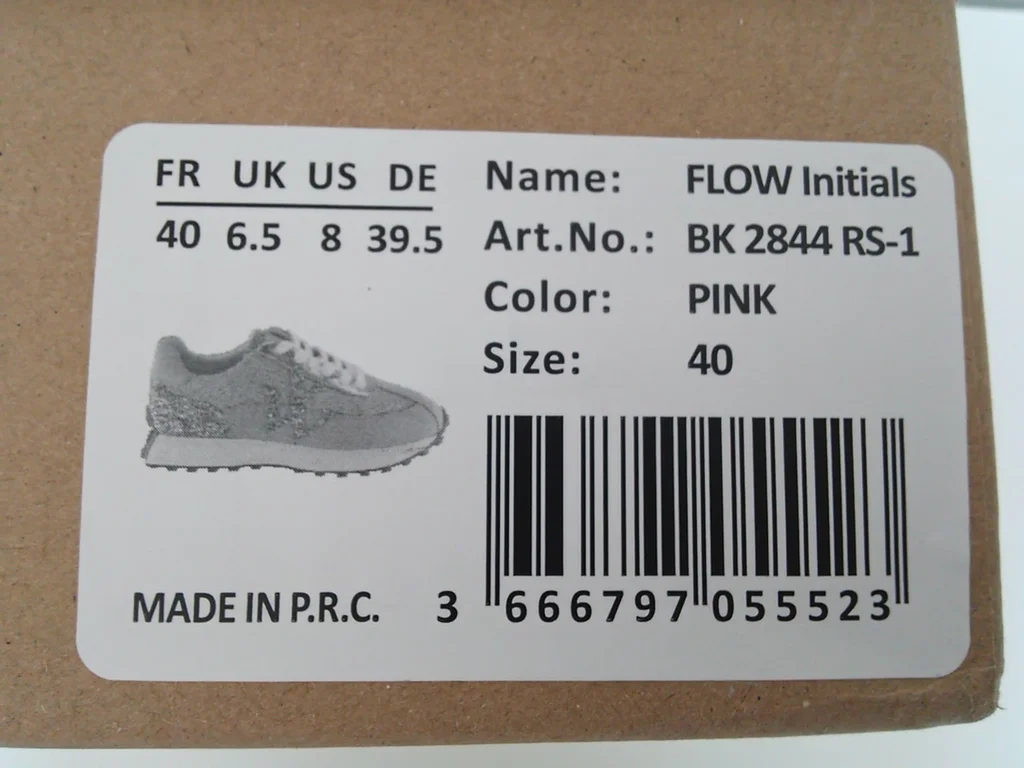 FR UK US DE
40 6.5 8 39.5
Name: FLOW Initials
Art.No.: BK 2844 RS-1
Color: PINK
Size: 40
MADE IN P.R.C.
3 666797 055523